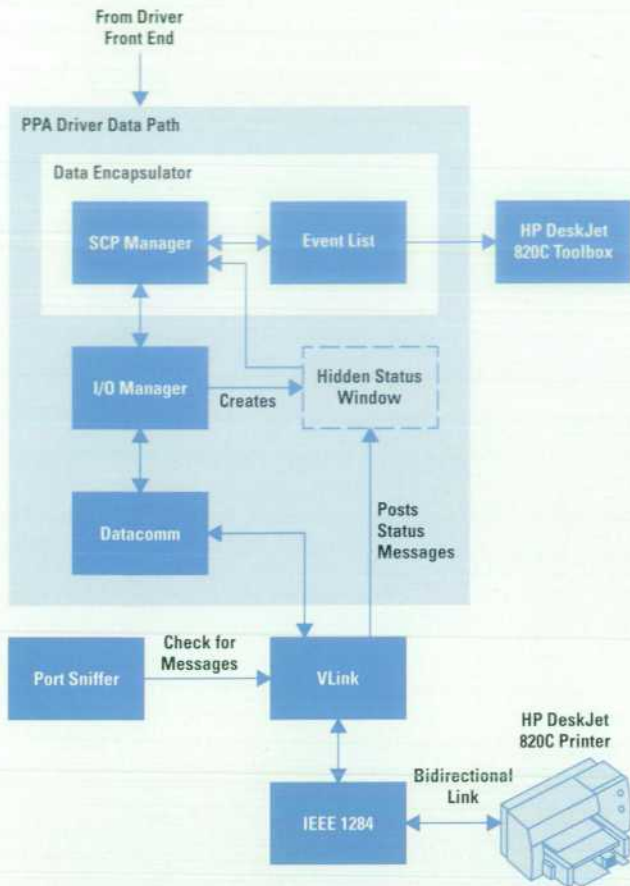 From Driver
Front End
PPA Driver Data Path
Data Encapsulator
SCP Manager
Event List
HP DeskJet
820C Toolbox
I/O Manager
Creates
Hidden Status
Window
Datacomm
Posts
Status
Messages
Port Sniffer
Check for
Messages
VLink
HP DeskJet
820C Printer
IEEE 1284
Bidirectional
Link